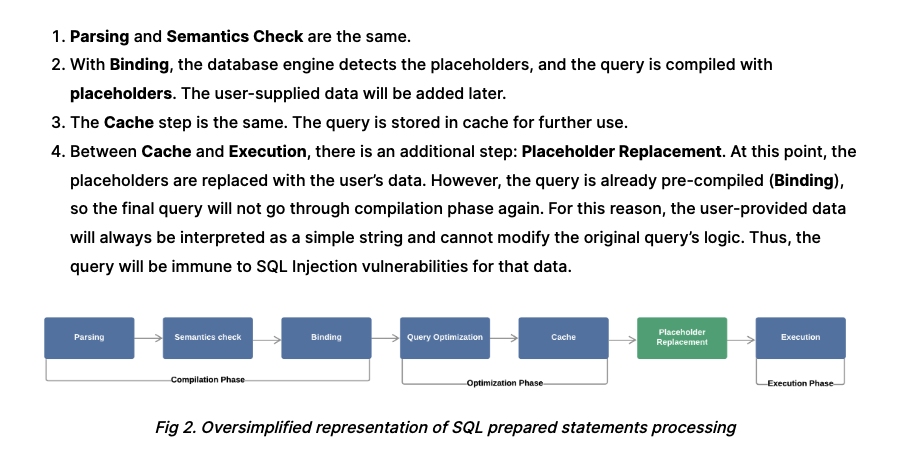 1. Parsing and Semantics Check are the same.
2. With Binding, the database engine detects the placeholders, and the query is compiled with
placeholders. The user-supplied data will be added later.
3. The Cache step is the same. The query is stored in cache for further use.
4. Between Cache and Execution, there is an additional step: Placeholder Replacement. At this point, the
placeholders are replaced with the user’s data. However, the query is already pre-compiled (Binding),
so the final query will not go through compilation phase again. For this reason, the user-provided data
will always be interpreted as a simple string and cannot modify the original query’s logic. Thus, the
query will be immune to SQL Injection vulnerabilities for that data.
Parsing
Semantics check
Binding
Query Optimization
Cache
Placeholder
Replacement
Execution
Compilation Phase
Optimization Phase
Execution Phase
Fig 2. Oversimplified representation of SQL prepared statements processing